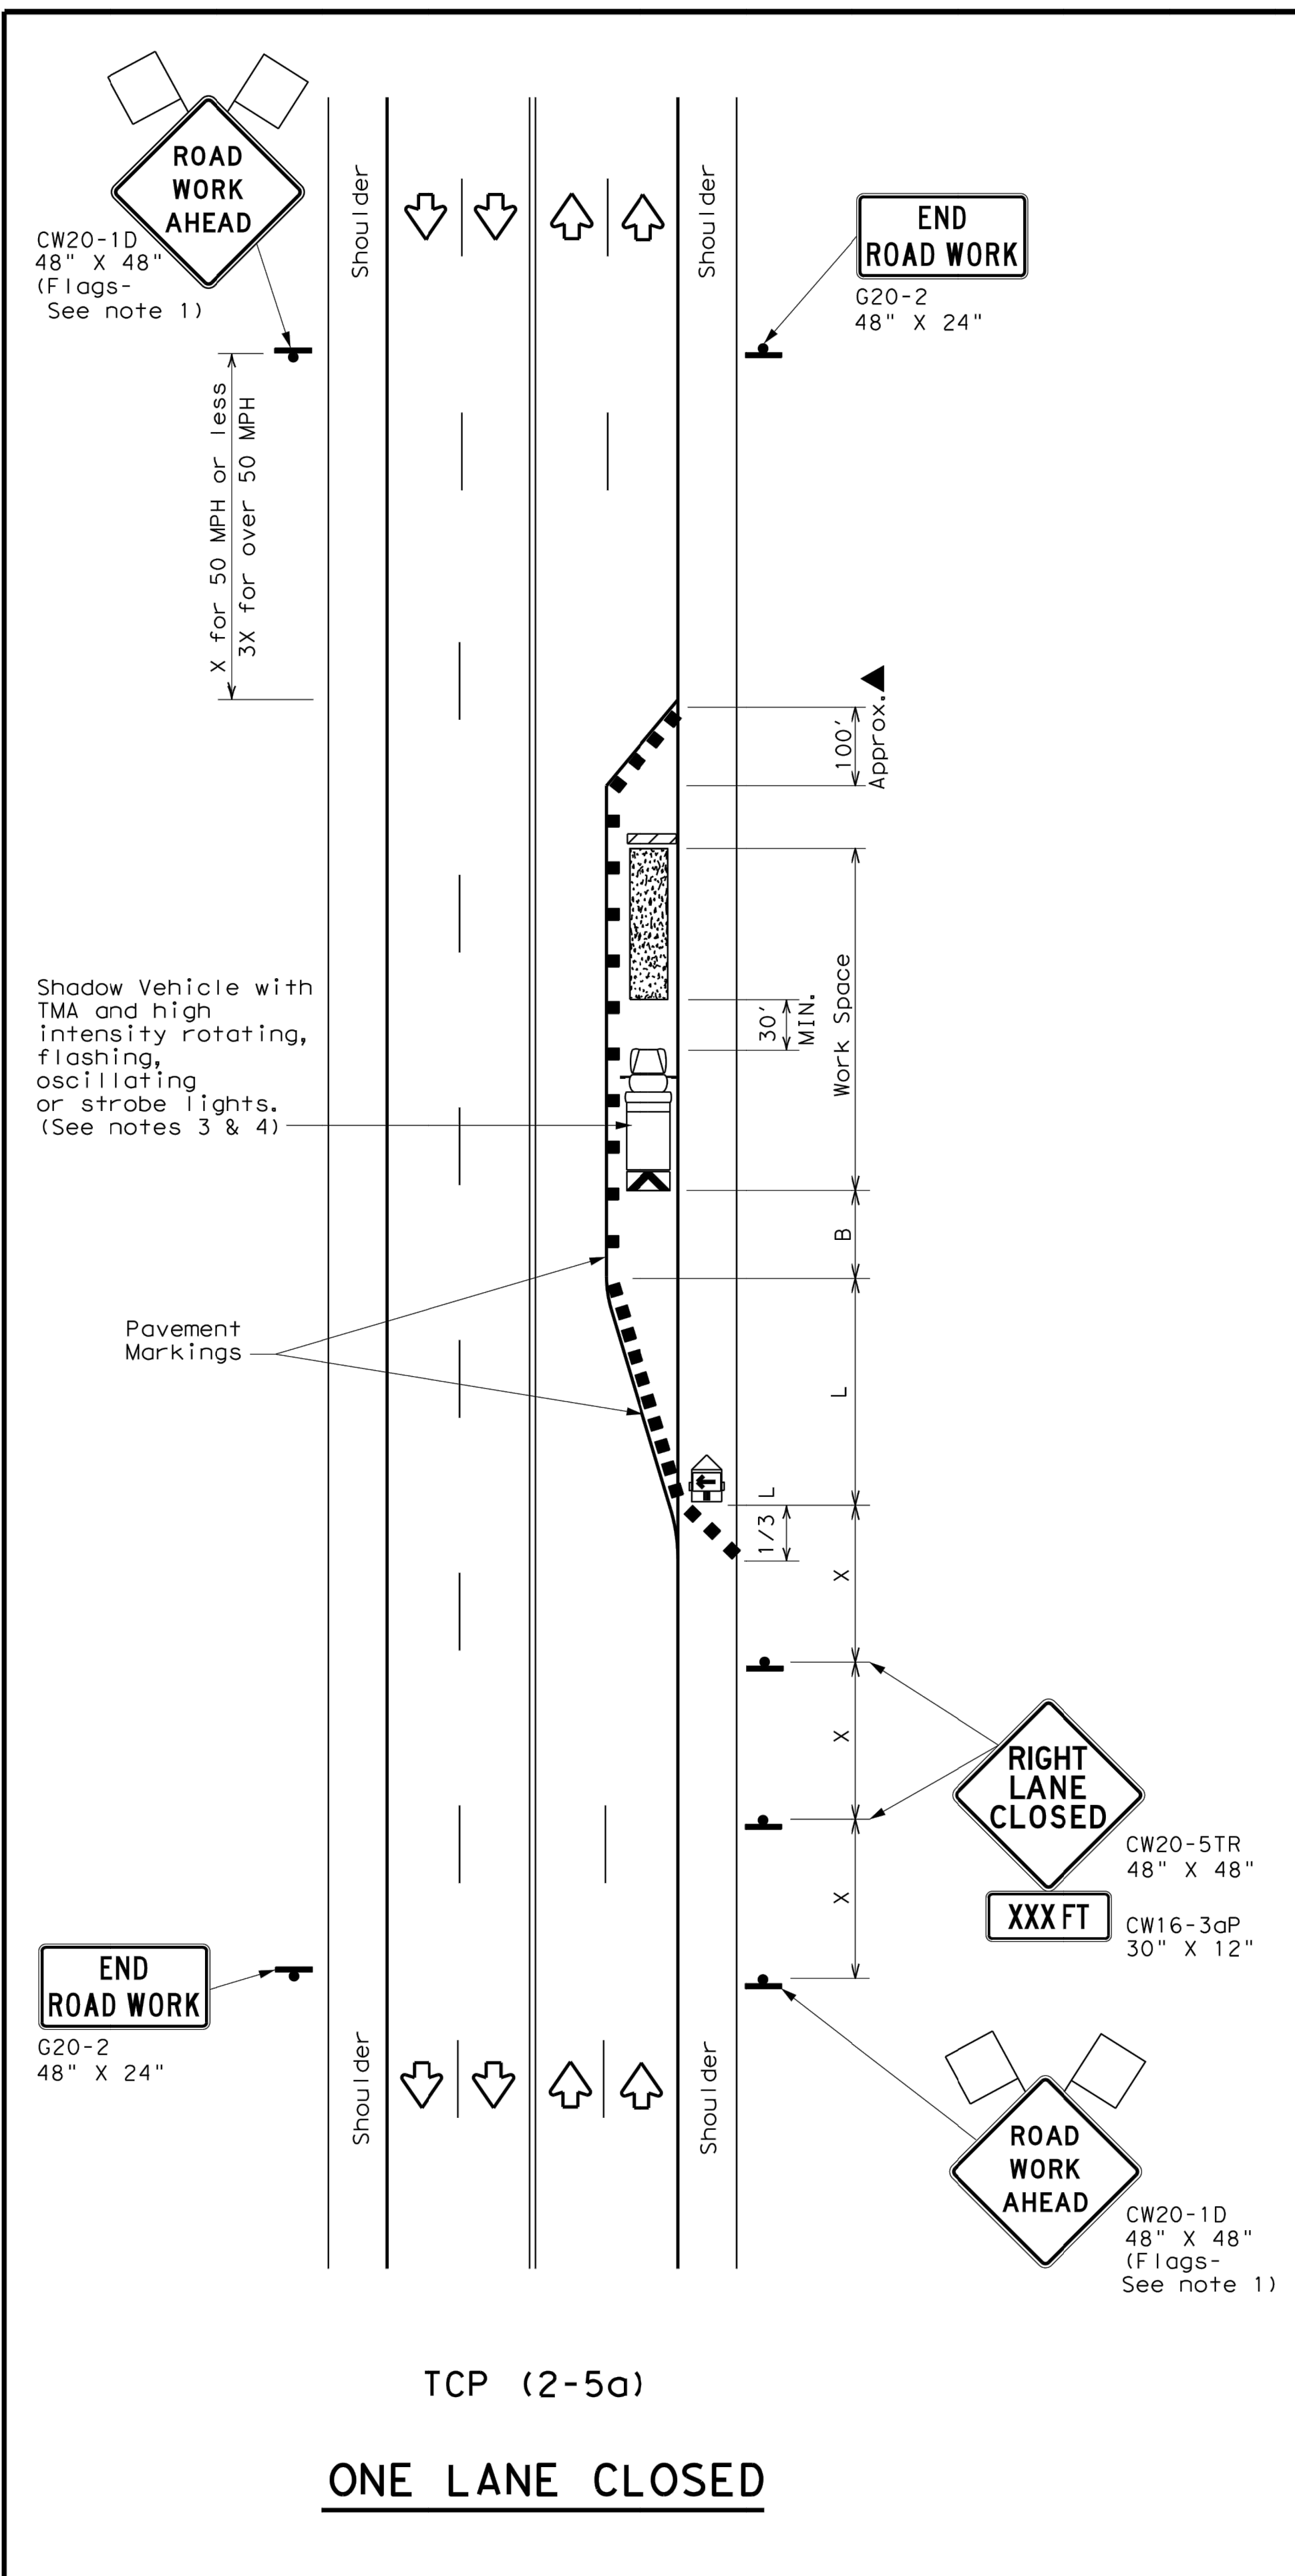 ROAD
WORK
AHEAD
CW20-1D
48" X 48"
(Flags-
See note 1)
Shoulder
Shoulder
END
ROAD WORK
G20-2
48" X 24"
X for 50 MPH or less
3X for over 50 MPH
100'
Approx.
Shadow Vehicle with
TMA and high
intensity rotating,
flashing,
oscillating
or strobe lights.
(See notes 3 & 4)
30'
MIN.
Work Space
B
Pavement
Markings
L
1/3 L
X
X
RIGHT
LANE
CLOSED
CW20-5TR
48" X 48"
XXX FT
CW16-3aP
30" X 12"
X
END
ROAD WORK
G20-2
48" X 24"
Shoulder
Shoulder
ROAD
WORK
AHEAD
CW20-1D
48" X 48"
(Flags-
See note 1)
TCP (2-5a)
ONE LANE CLOSED